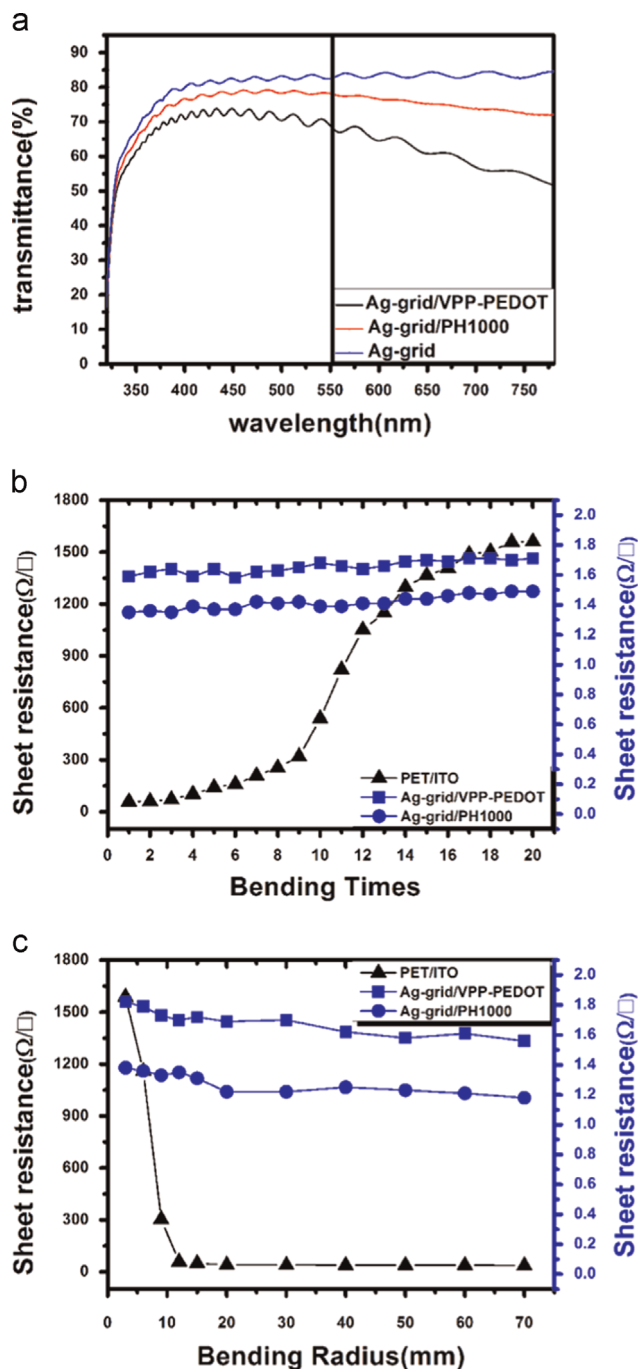 a
90
80
70
60
50
40
30
20
10
0
transmittance(%)
Ag-grid/VPP-PEDOT
Ag-grid/PH1000
Ag-grid
350 400 450 500 550 600 650 700 750
wavelength(nm)
b
1800
1500
1200
900
600
300
0
Sheet resistance(Ω/□)
2.0
1.8
1.6
1.4
1.2
1.0
0.8
0.6
0.4
0.2
0.0
Sheet resistance(Ω/□)
PET/ITO
Ag-grid/VPP-PEDOT
Ag-grid/PH1000
0 2 4 6 8 10 12 14 16 18 20
Bending Times
c
1800
1500
1200
900
600
300
0
Sheet resistance(Ω/□)
2.0
1.8
1.6
1.4
1.2
1.0
0.8
0.6
0.4
0.2
0.0
Sheet resistance(Ω/□)
PET/ITO
Ag-grid/VPP-PEDOT
Ag-grid/PH1000
0 10 20 30 40 50 60 70
Bending Radius(mm)